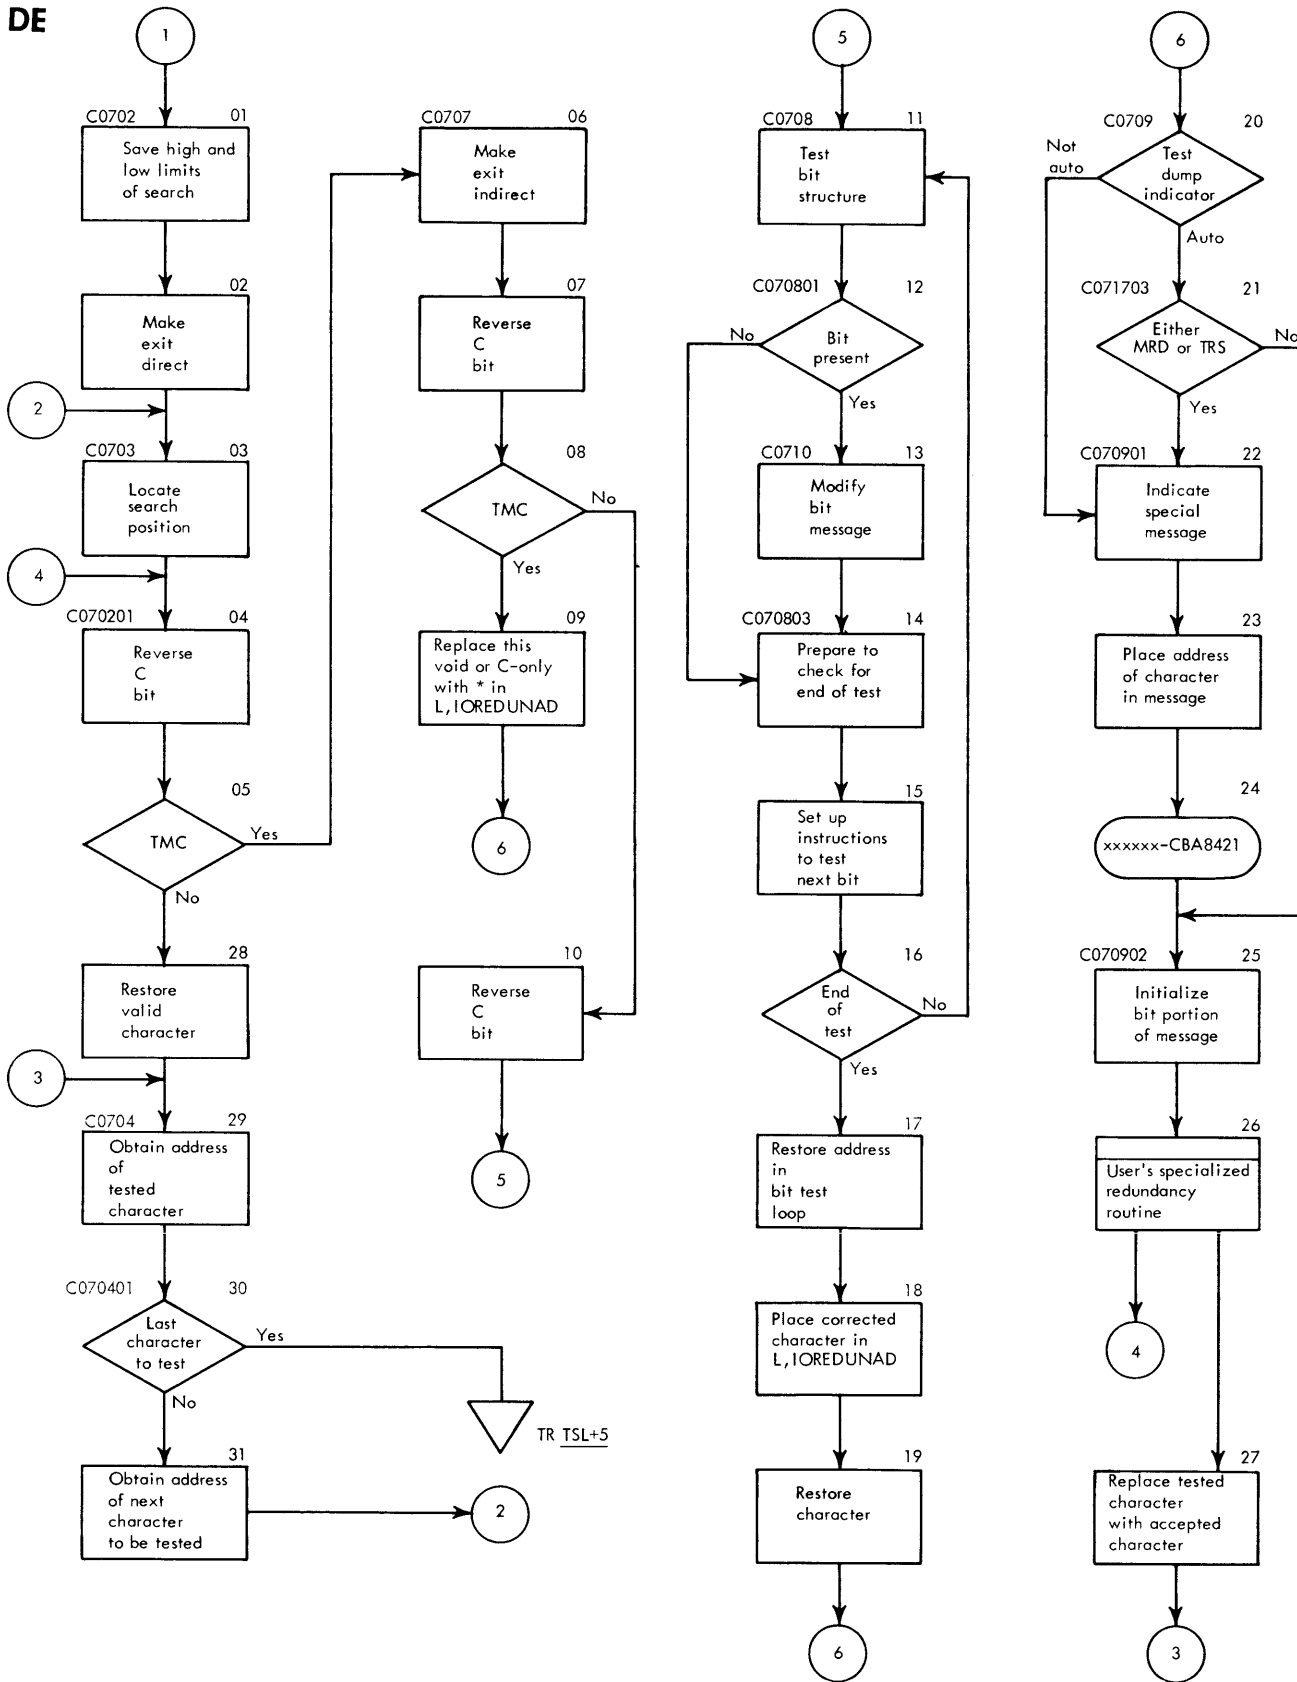 DE
1
C0702 01
Save high and
low limits
of search
02
Make
exit
direct
2
C0703 03
Locate
search
position
4
C070201 04
Reverse
C
bit
05
TMC
Yes
No
28
Restore
valid
character
3
C0704 29
Obtain address
of
tested
character
C070401 30
Last
character
to test
Yes
No
TR TSL+5
31
Obtain address
of next
character
to be tested
2
C0707 06
Make
exit
indirect
07
Reverse
C
bit
08
TMC
No
Yes
09
Replace this
void or C-only
with * in
L,IOREDUNAD
6
10
Reverse
C
bit
5
5
C0708 11
Test
bit
structure
C070801 12
No
Bit
present
Yes
C0710 13
Modify
bit
message
C070803 14
Prepare to
check for
end of test
15
Set up
instructions
to test
next bit
16
End
of
test
No
Yes
17
Restore address
in
bit test
loop
18
Place corrected
character in
L,IOREDUNAD
19
Restore
character
6
6
C0709 20
Not
auto
Test
dump
indicator
Auto
C071703 21
Either
MRD or TRS
No
Yes
C070901 22
Indicate
special
message
23
Place address
of character
in message
24
xxxxxx-CBA8421
C070902 25
Initialize
bit portion
of message
26
User's specialized
redundancy
routine
4
27
Replace tested
character
with accepted
character
3